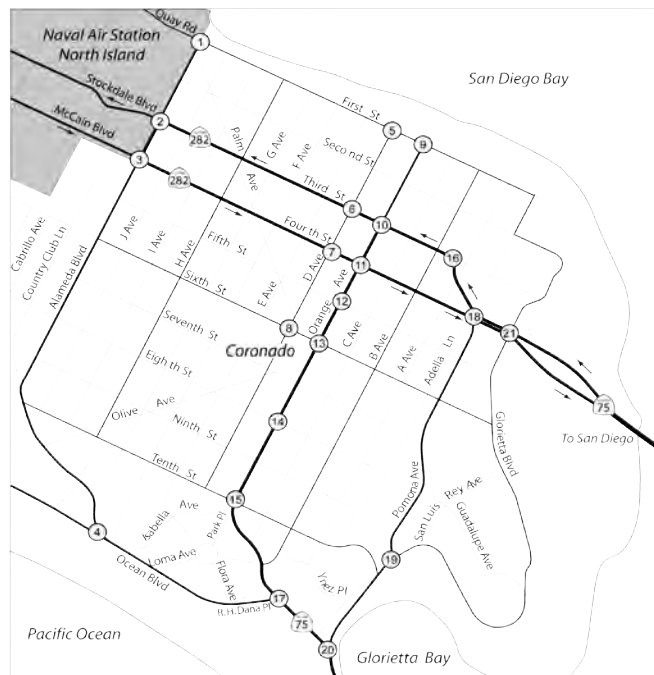 Quay Rd
Naval Air Station
North Island
1
San Diego Bay
Stockdale Blvd
First St
McCain Blvd
2
282
Palm
Ave
G Ave
F Ave
Second St
5
9
3
282
Third St
6
10
Cabrillo Ave
Country Club Ln
Alameda Blvd
J Ave
I Ave
H Ave
Fifth St
Fourth St
7
D Ave
11
16
Sixth St
E Ave
Orange Ave
12
C Ave
B Ave
A Ave
Adella Ln
18
21
Seventh St
8
13
Coronado
Eighth St
75
Olive Ave
Ninth St
14
Glorietta Blvd
To San Diego
Tenth St
15
Pomona Ave
San Luis Rey Ave
Guadalupe Ave
Isabella Ave
Park Pl
4
Loma Ave
Ocean Blvd
Flora Ave
Ynez Pl
19
R.H. Dana Pl
17
75
Pacific Ocean
20
Glorietta Bay